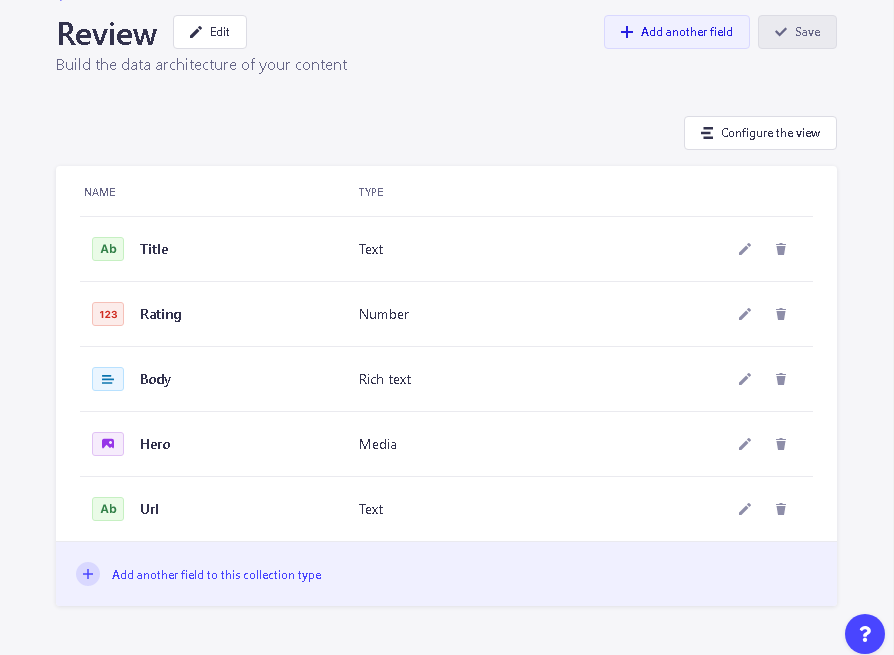 Review
Edit
Add another field
Save
Build the data architecture of your content
Configure the view
NAME TYPE
Ab Title Text
123 Rating Number
Body Rich text
Hero Media
Ab Url Text
Add another field to this collection type
?